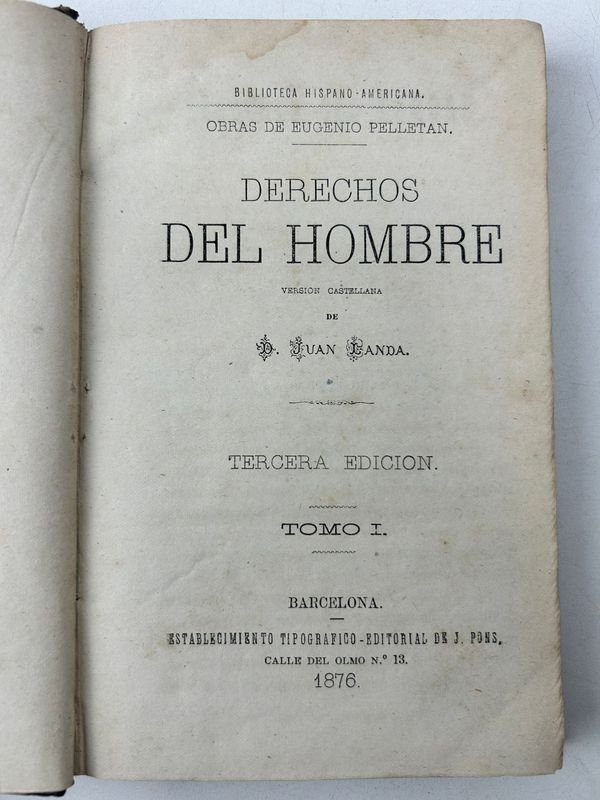 BIBLIOTECA HISPANO-AMERICANA.
OBRAS DE EUGENIO PELLETAN.
DERECHOS
DEL HOMBRE
VERSION CASTELLANA
DE
D. JUAN LANDA.
TERCERA EDICION.
TOMO I.
BARCELONA.
ESTABLECIMIENTO TIPOGRAFICO-EDITORIAL DE J. PONS.
CALLE DEL OLMO N.º 13.
1876.